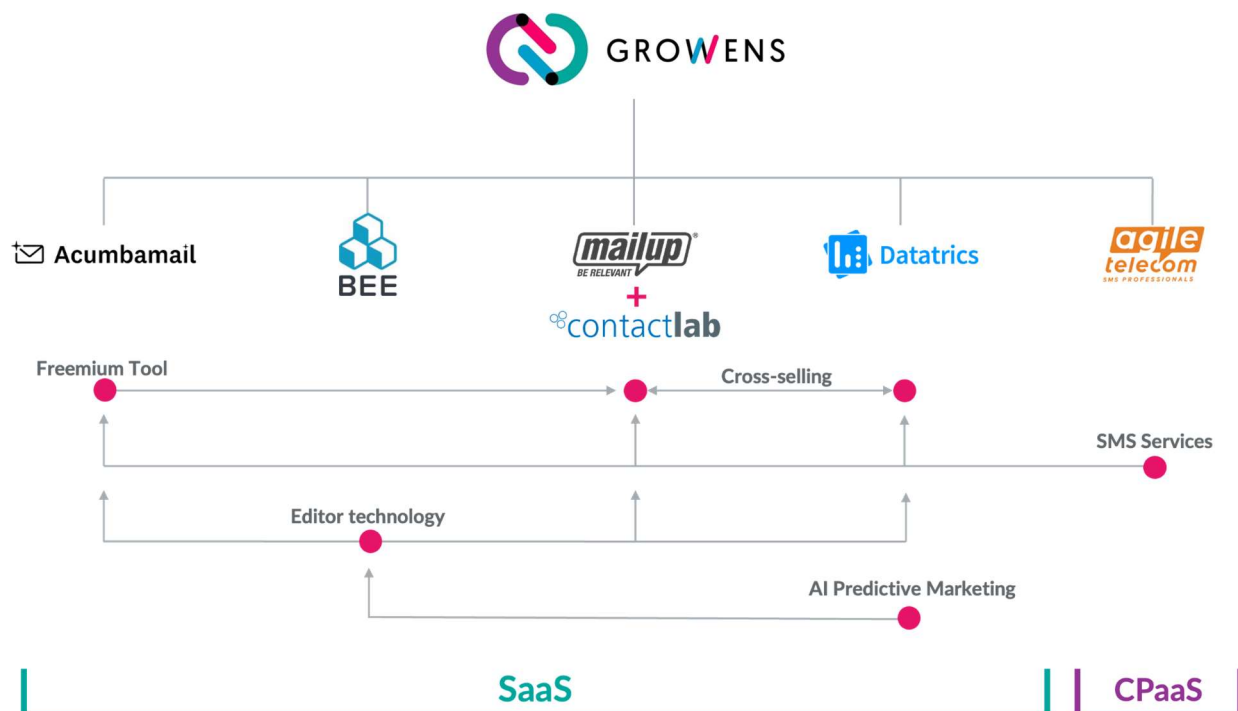 GROWENS
Acumbamail
BEE
mailup®
BE RELEVANT
+
contactlab
Datatrics
agile
telecom
SMS PROFESSIONALS
Freemium Tool
Cross-selling
SMS Services
Editor technology
AI Predictive Marketing
SaaS
CPaaS